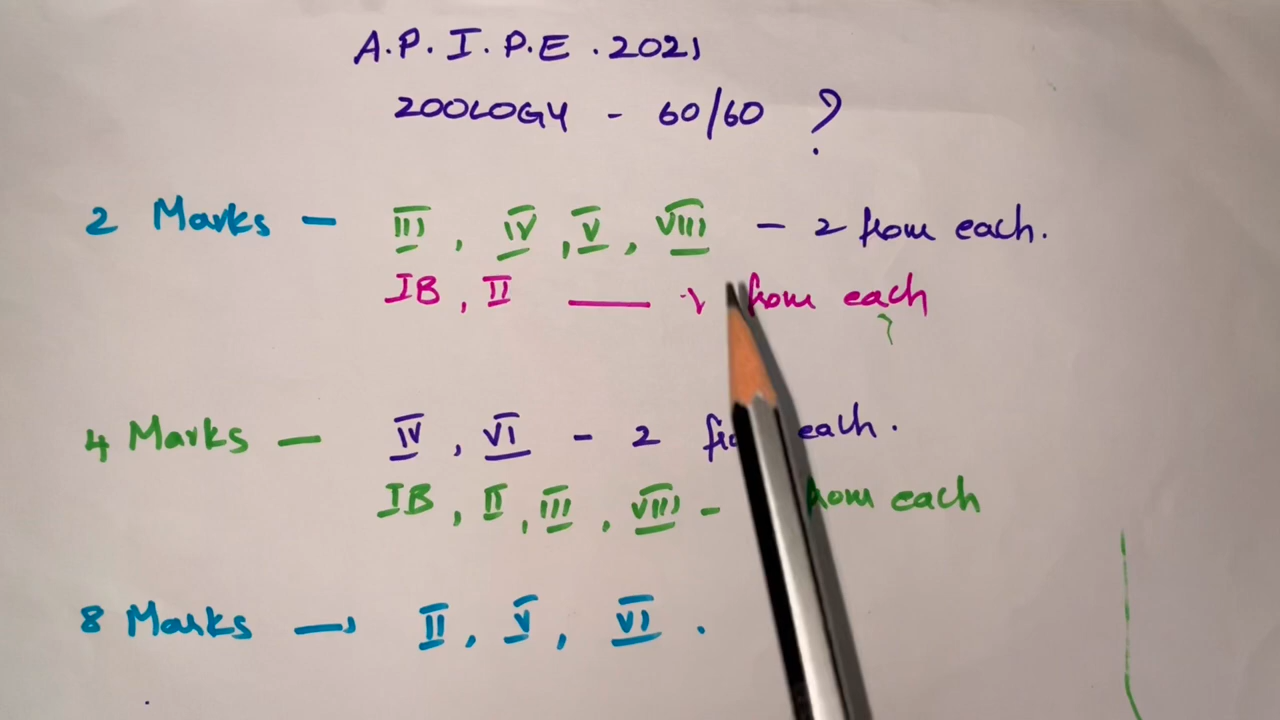 A.P. I.P.E. 2021
ZOOLOGY - 60/60 ?
2 Marks - III, IV, V, VIII - 2 from each.
IB, II — from each
4 Marks - IV, VI - 2 each.
IB, II, III, VIII - from each
8 Marks → II, V, VI.